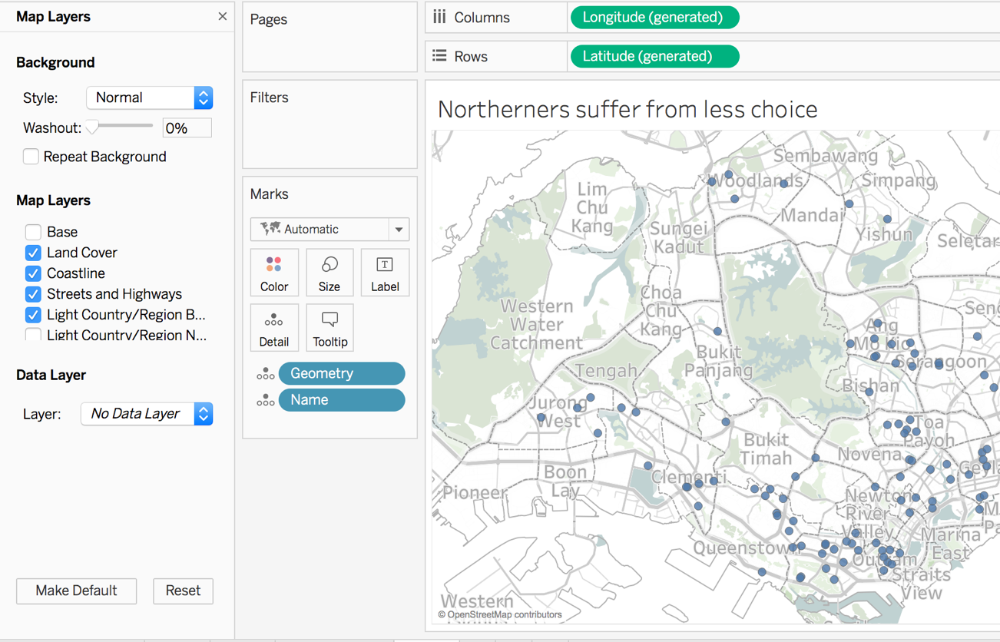 Map Layers
Background
Style: Normal
Washout: 0%
Repeat Background
Map Layers
Base
Land Cover
Coastline
Streets and Highways
Light Country/Region B...
Light Country/Region N...
Data Layer
Layer: No Data Layer
Make Default Reset
Pages
Filters
Marks
Automatic
Color Size Label
Detail Tooltip
Geometry
Name
Columns Longitude (generated)
Rows Latitude (generated)
Northerners suffer from less choice
Sembawang
Woodlands
Simpang
Lim
Chu
Kang
Mandai
Sungei
Kadut
Yishun
Seletar
Choa
Chu
Kang
Western
Water
Catchment
Ang
Mo Kio
Bukit
Panjang
Serangoon
Tengah
Bishan
Jurong
West
Toa
Payoh
Bukit
Timah
Novena
Boon
Lay
Clementi
Pioneer
Newton
River
Valley
Marina
East
Queenstown
Outram
Straits
View
Western
© OpenStreetMap contributors